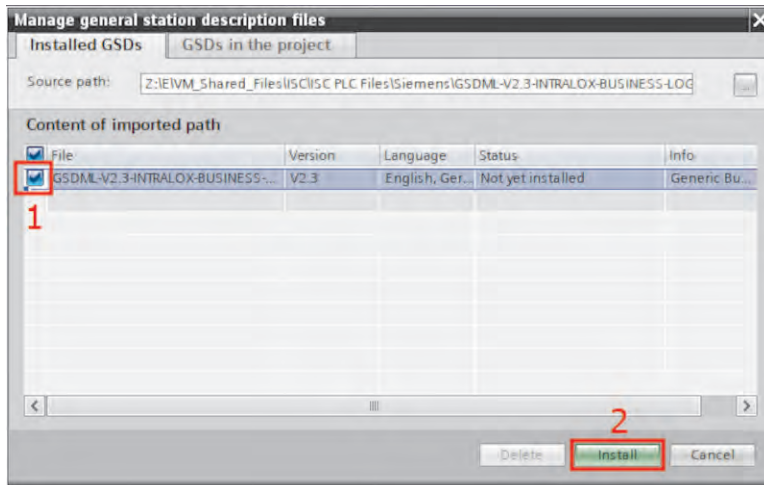 Manage general station description files
Installed GSDs GSDs in the project
Source path: Z:\E\VM_Shared_Files\ISC\ISC PLC Files\Siemens\GSDML-V2.3-INTRALOX-BUSINESS-LOG
...
Content of imported path
File Version Language Status Info
GSDML-V2.3-INTRALOX-BUSINESS-... V2.3 English, Ger... Not yet installed Generic Bu...
1
2
Delete Install Cancel